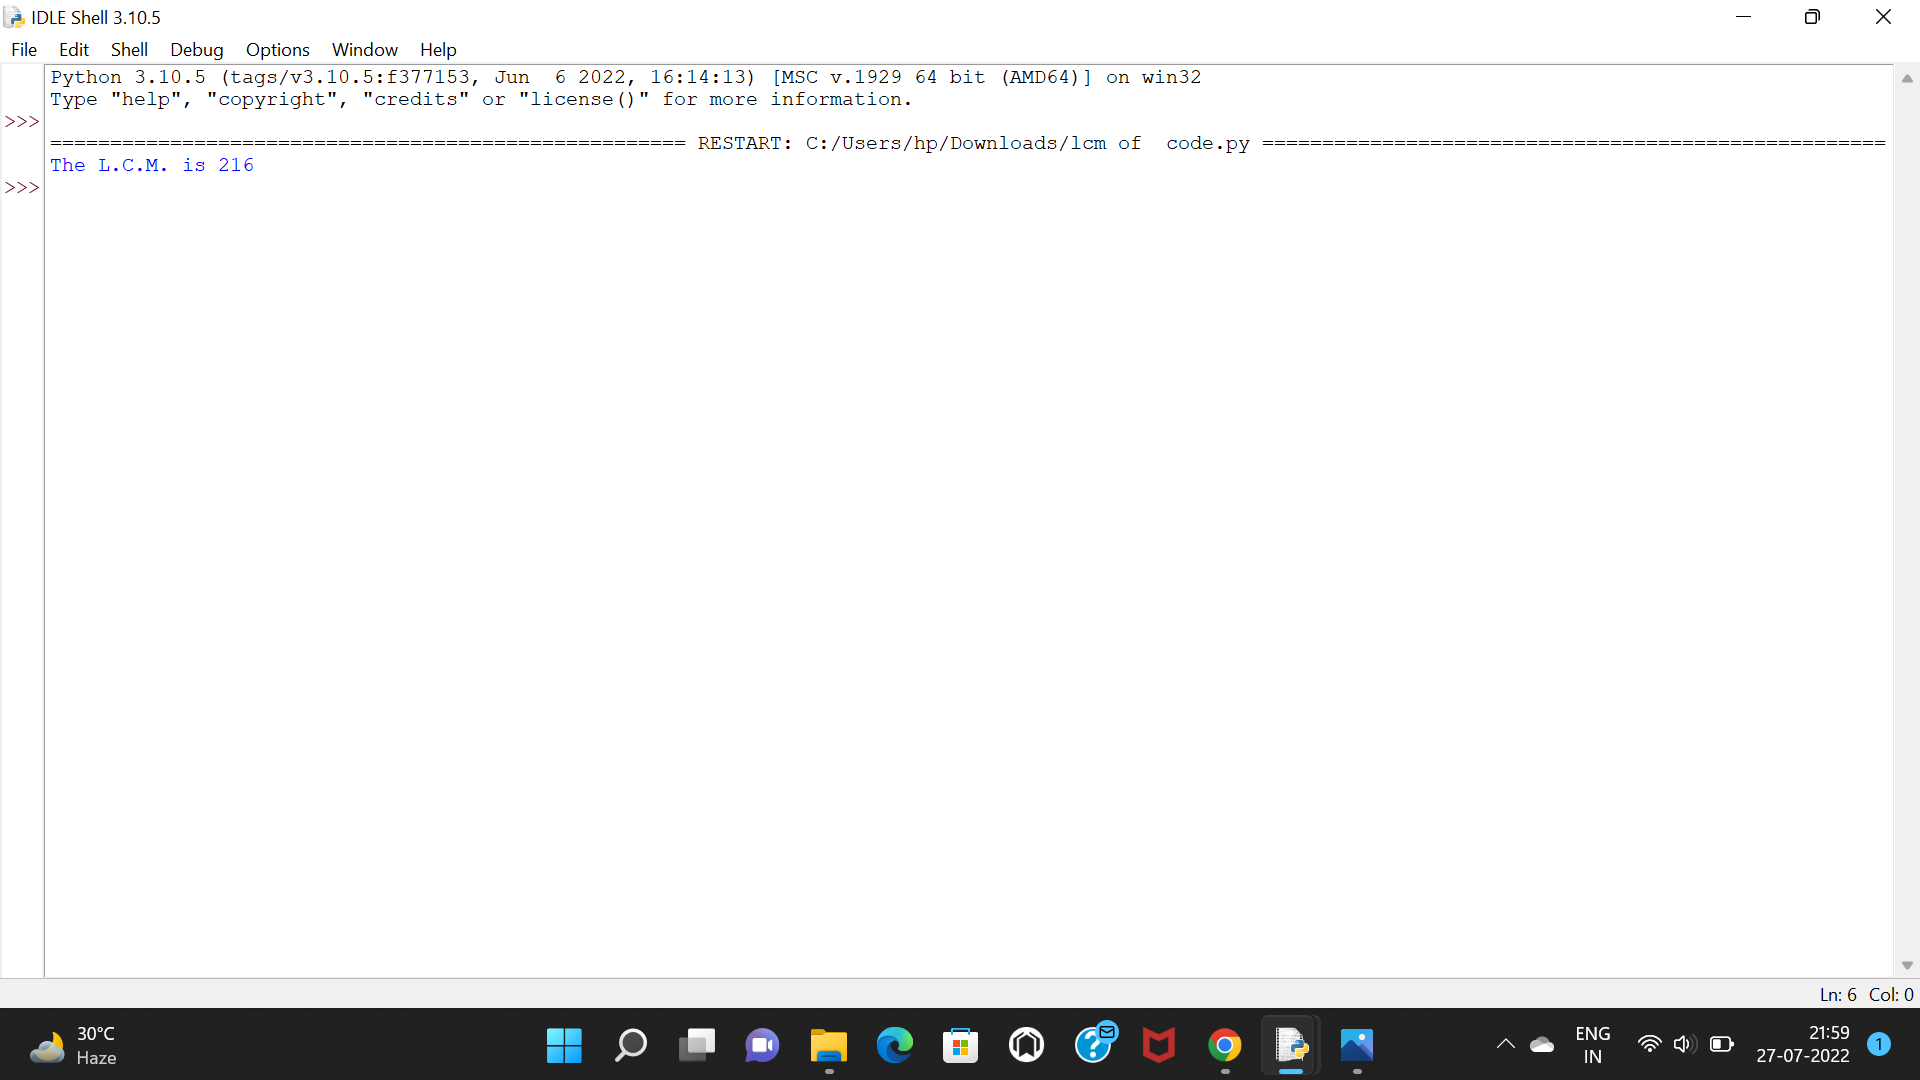 IDLE Shell 3.10.5
File Edit Shell Debug Options Window Help
Python 3.10.5 (tags/v3.10.5:f377153, Jun  6 2022, 16:14:13) [MSC v.1929 64 bit (AMD64)] on win32
Type "help", "copyright", "credits" or "license()" for more information.
>>>
===================================================== RESTART: C:/Users/hp/Downloads/lcm of  code.py ====================================================
The L.C.M. is 216
>>>
Ln: 6 Col: 0
30°C
Haze
ENG
IN
21:59
27-07-2022
1